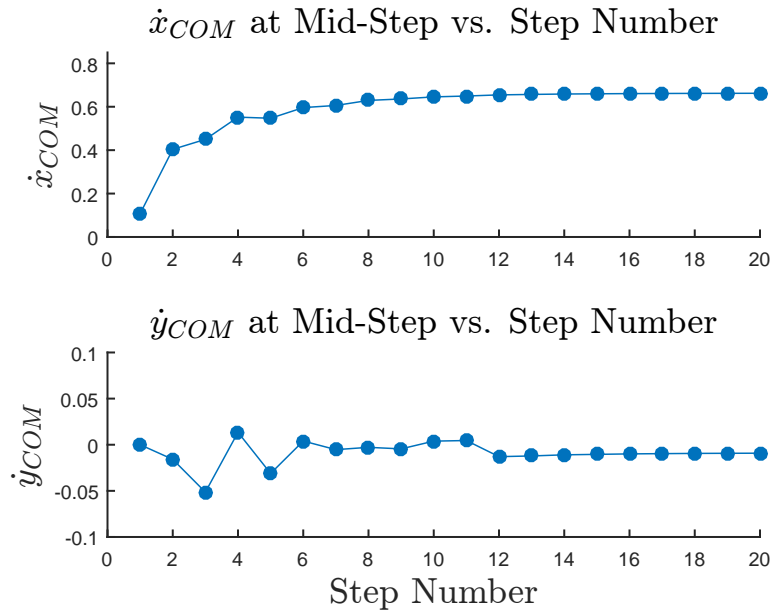 ẋ_COM at Mid-Step vs. Step Number
0.8
0.6
0.4
0.2
0
ẋ_COM
0 2 4 6 8 10 12 14 16 18 20
ẏ_COM at Mid-Step vs. Step Number
0.1
0.05
0
-0.05
-0.1
ẏ_COM
0 2 4 6 8 10 12 14 16 18 20
Step Number